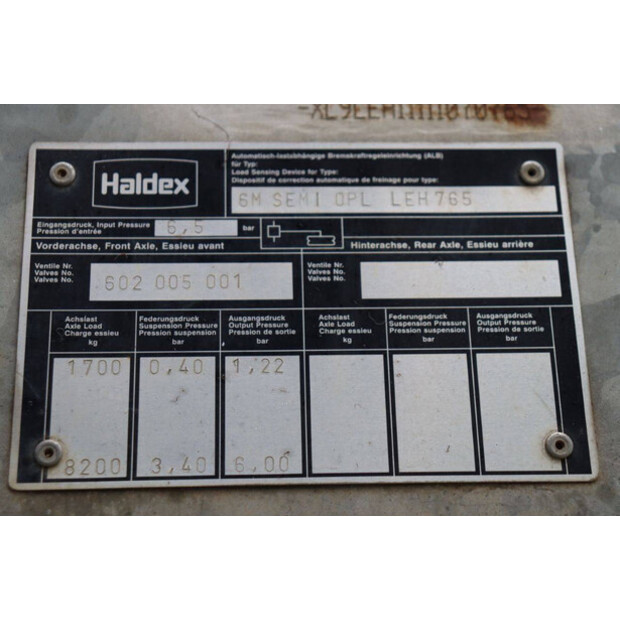 Haldex
Automatisch-lastabhängige Bremskraftregeleinrichtung (ALB)
für Typ:
Load Sensing Device for Type:
Dispositif de correction automatique de freinage pour type:
6M SEMI DPL LEH765
Eingangsdruck, Input Pressure
Pression d'entrée
6,5
bar
Vorderachse, Front Axle, Essieu avant
Hinterachse, Rear Axle, Essieu arrière
Ventile Nr.
Valves No.
Valves No.
602 005 001
Ventile Nr.
Valves No.
Valves No.
Achslast
Axle Load
Charge essieu
kg
Federungsdruck
Suspension Pressure
Pression suspension
bar
Ausgangsdruck
Output Pressure
Pression de sortie
bar
Achslast
Axle Load
Charge essieu
kg
Federungsdruck
Suspension Pressure
Pression suspension
bar
Ausgangsdruck
Output Pressure
Pression de sortie
bar
1700 0,40 1,22
8200 3,40 6,00